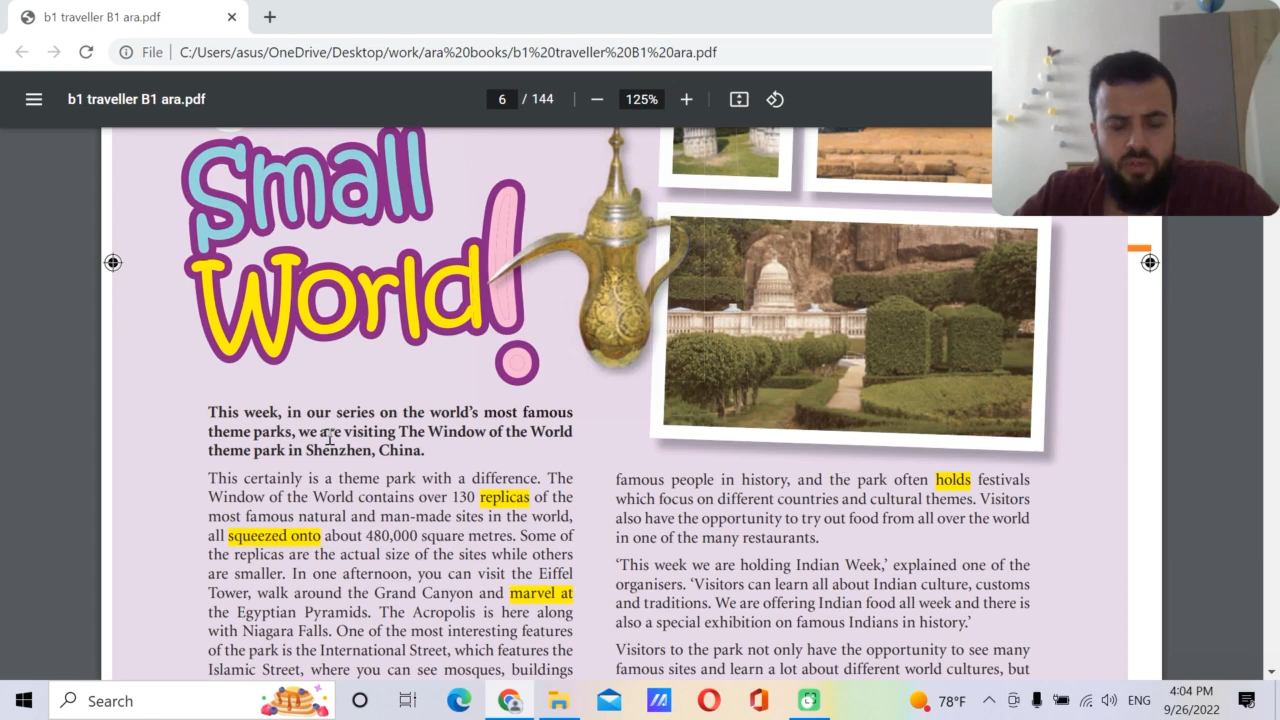 b1 traveller B1 ara.pdf
File C:/Users/asus/OneDrive/Desktop/work/ara%20books/b1%20traveller%20B1%20ara.pdf
b1 traveller B1 ara.pdf
6 / 144
125%
Small
World!
This week, in our series on the world's most famous
theme parks, we are visiting The Window of the World
theme park in Shenzhen, China.
This certainly is a theme park with a difference. The
Window of the World contains over 130 replicas of the
most famous natural and man-made sites in the world,
all squeezed onto about 480,000 square metres. Some of
the replicas are the actual size of the sites while others
are smaller. In one afternoon, you can visit the Eiffel
Tower, walk around the Grand Canyon and marvel at
the Egyptian Pyramids. The Acropolis is here along
with Niagara Falls. One of the most interesting features
of the park is the International Street, which features the
Islamic Street, where you can see mosques, buildings
famous people in history, and the park often holds festivals
which focus on different countries and cultural themes. Visitors
also have the opportunity to try out food from all over the world
in one of the many restaurants.
‘This week we are holding Indian Week,’ explained one of the
organisers. ‘Visitors can learn all about Indian culture, customs
and traditions. We are offering Indian food all week and there is
also a special exhibition on famous Indians in history.’
Visitors to the park not only have the opportunity to see many
famous sites and learn a lot about different world cultures, but
Search
78°F
ENG
4:04 PM
9/26/2022